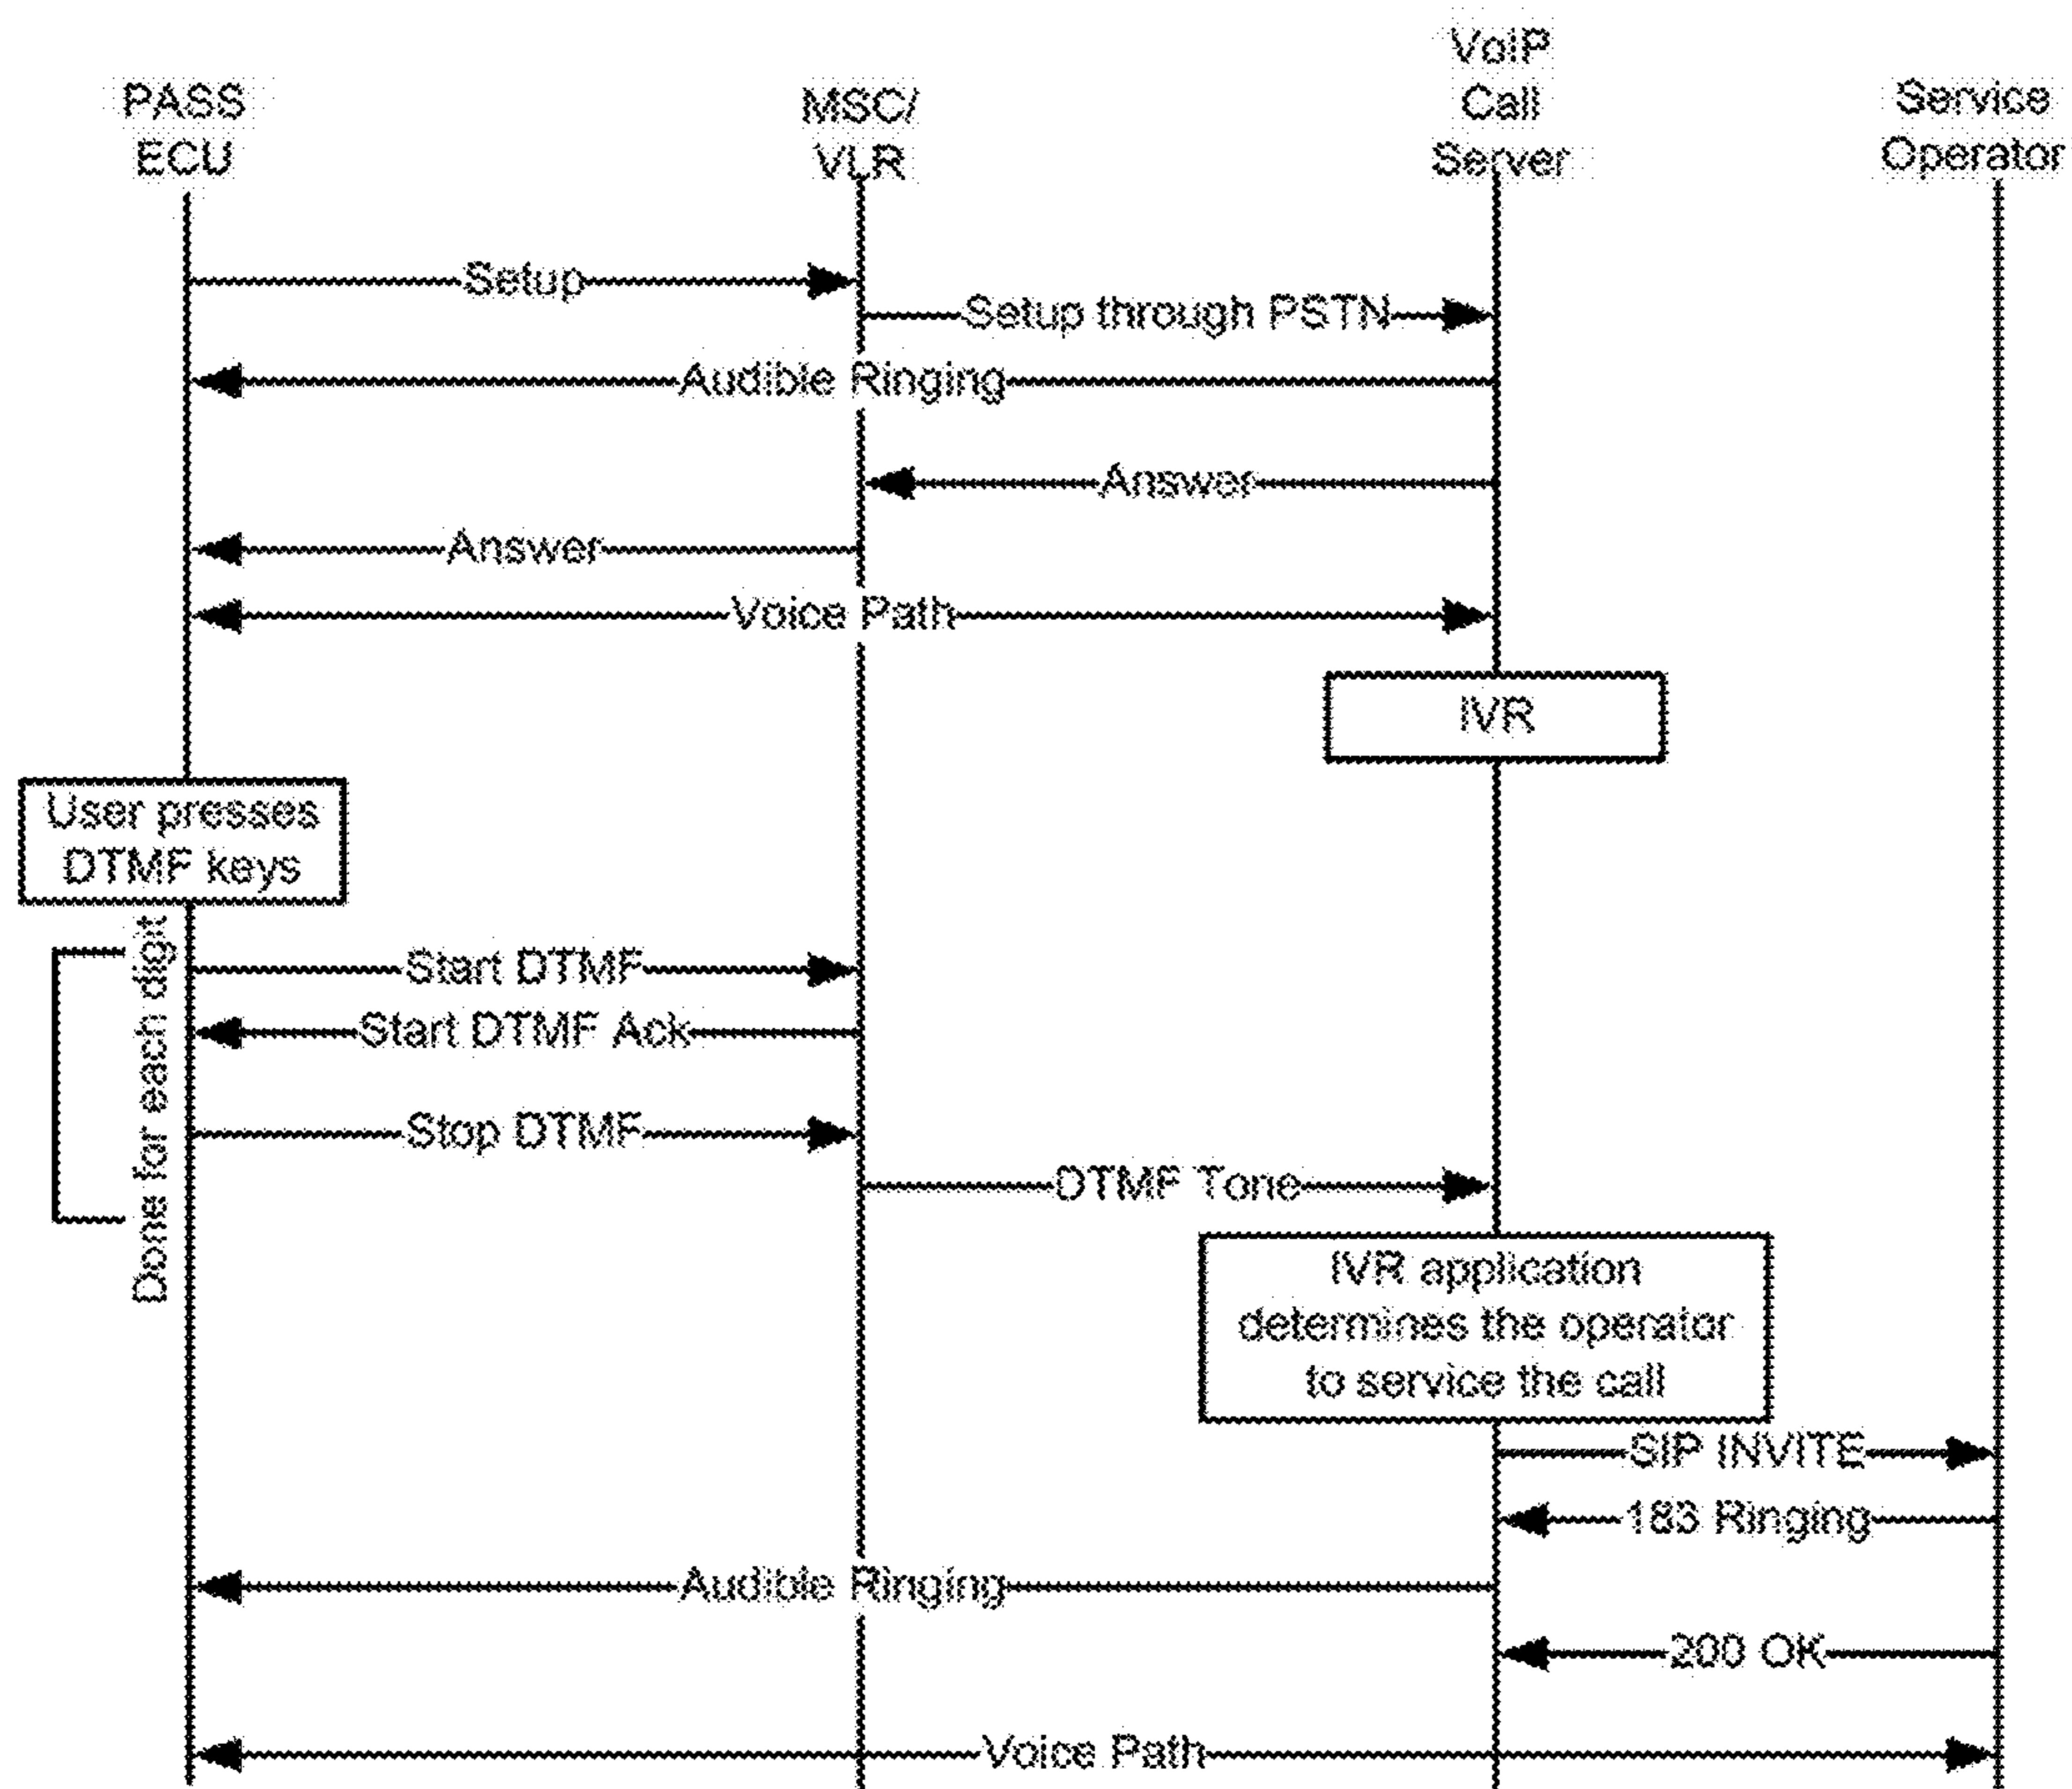 PASS
ECU
MSC/
VLR
VoIP
Call
Server
Service
Operator
Setup
Setup through PSTN
Audible Ringing
Answer
Answer
Voice Path
IVR
User presses
DTMF keys
Done for each digit
Start DTMF
Start DTMF Ack
Stop DTMF
DTMF Tone
IVR application
determines the operator
to service the call
SIP INVITE
183 Ringing
Audible Ringing
200 OK
Voice Path